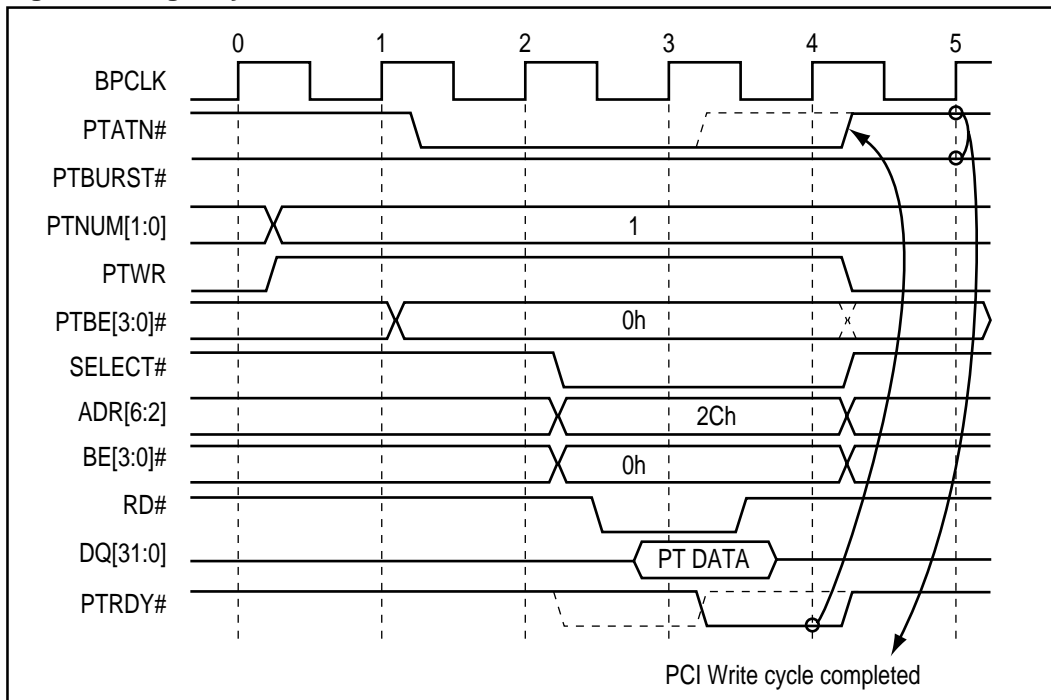 0 1 2 3 4 5
BPCLK
PTATN#
PTBURST#
PTNUM[1:0] 1
PTWR
PTBE[3:0]# 0h
SELECT#
ADR[6:2] 2Ch
BE[3:0]# 0h
RD#
DQ[31:0] PT DATA
PTRDY#
PCI Write cycle completed